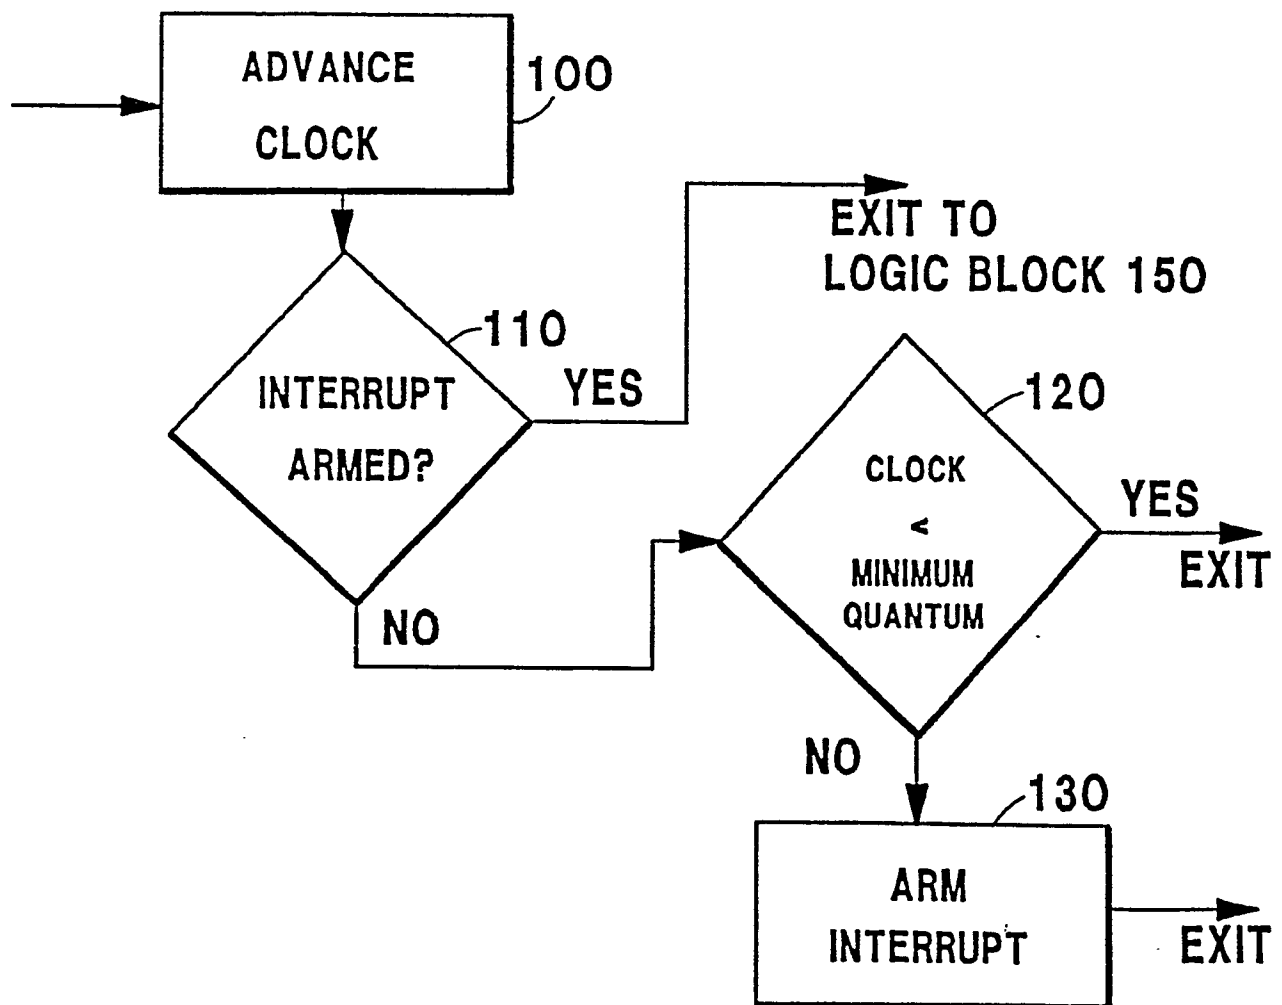 ADVANCE
CLOCK
100
EXIT TO
LOGIC BLOCK 150
110
INTERRUPT
ARMED?
YES
NO
120
CLOCK
<
MINIMUM
QUANTUM
YES
EXIT
NO
130
ARM
INTERRUPT
EXIT